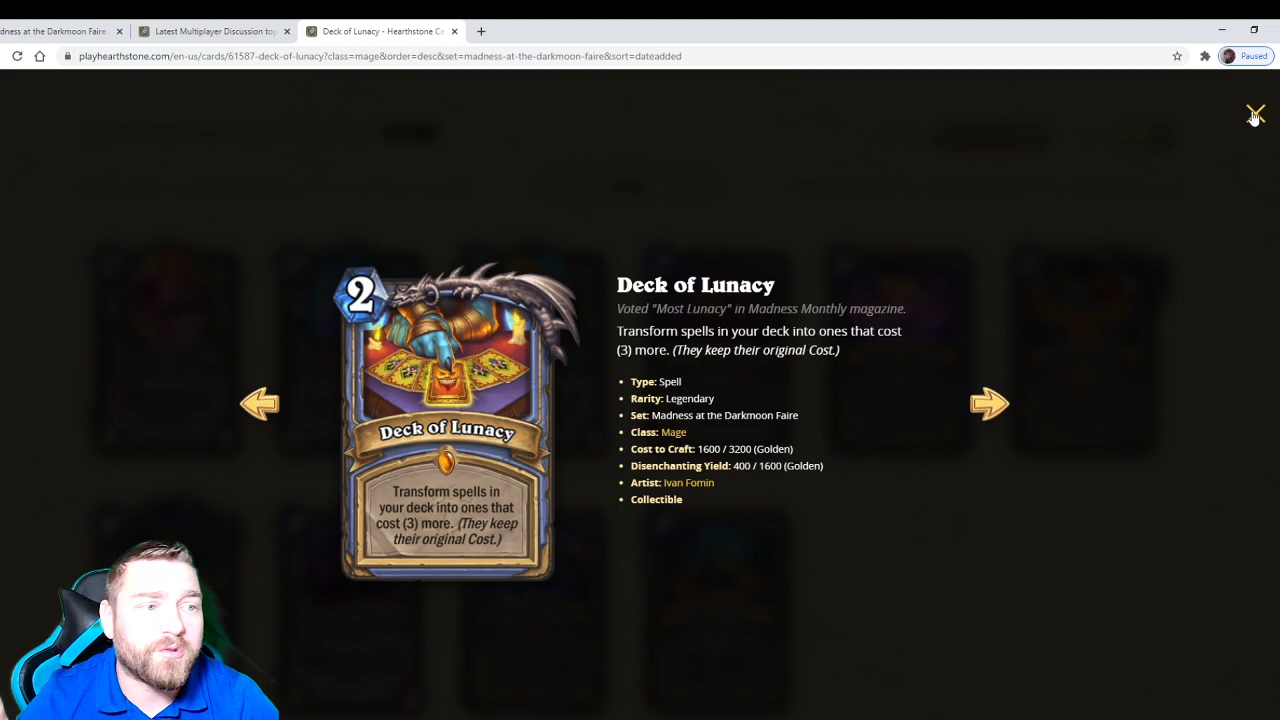 dness at the Darkmoon Faire
Latest Multiplayer Discussion top
Deck of Lunacy - Hearthstone Ca
playhearthstone.com/en-us/cards/61587-deck-of-lunacy?class=mage&order=desc&set=madness-at-the-darkmoon-faire&sort=dateadded
Paused
2
Deck of Lunacy
Transform spells in
your deck into ones that
cost (3) more. (They keep
their original Cost.)
Deck of Lunacy
Voted "Most Lunacy" in Madness Monthly magazine.
Transform spells in your deck into ones that cost
(3) more. (They keep their original Cost.)
Type: Spell
Rarity: Legendary
Set: Madness at the Darkmoon Faire
Class: Mage
Cost to Craft: 1600 / 3200 (Golden)
Disenchanting Yield: 400 / 1600 (Golden)
Artist: Ivan Fomin
Collectible